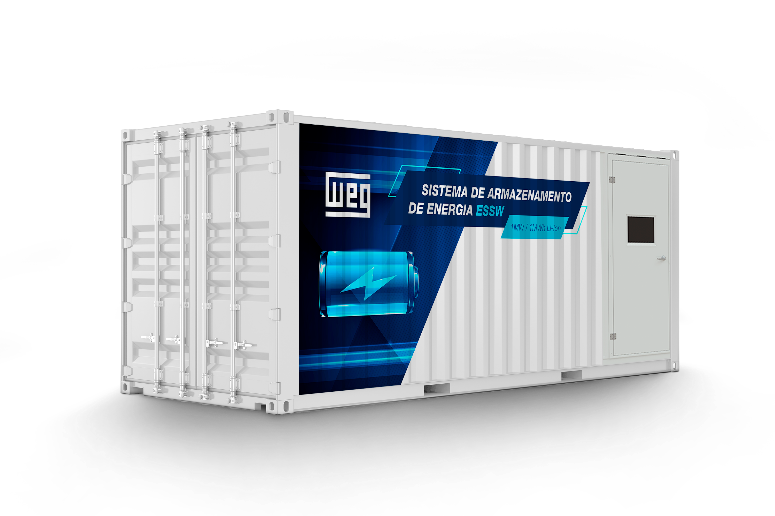 weg
SISTEMA DE ARMAZENAMENTO
DE ENERGIA ESSW